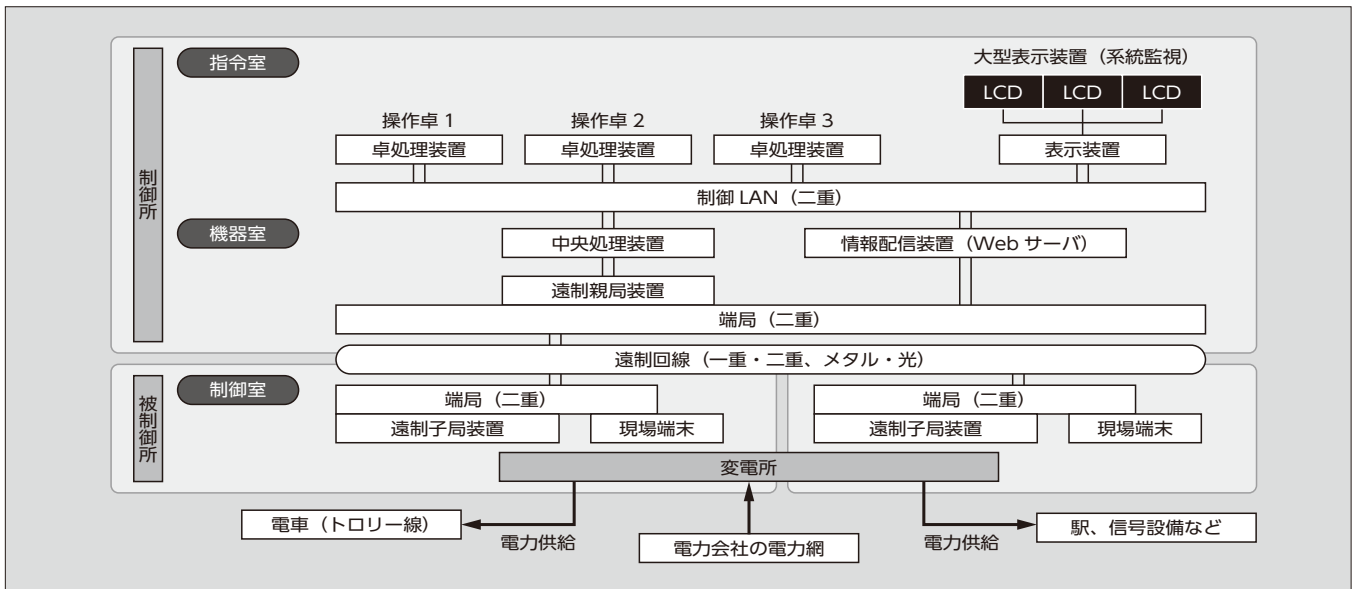 指令室
大型表示装置（系統監視）
LCD LCD LCD
操作卓 1 操作卓 2 操作卓 3
卓処理装置 卓処理装置 卓処理装置 表示装置
制御所
制御 LAN（二重）
機器室
中央処理装置 情報配信装置（Web サーバ）
遠制親局装置
端局（二重）
遠制回線（一重・二重、メタル・光）
被制御所
制御室
端局（二重） 端局（二重）
遠制子局装置 現場端末 遠制子局装置 現場端末
変電所
電車（トロリー線） 駅、信号設備など
電力供給 電力会社の電力網 電力供給